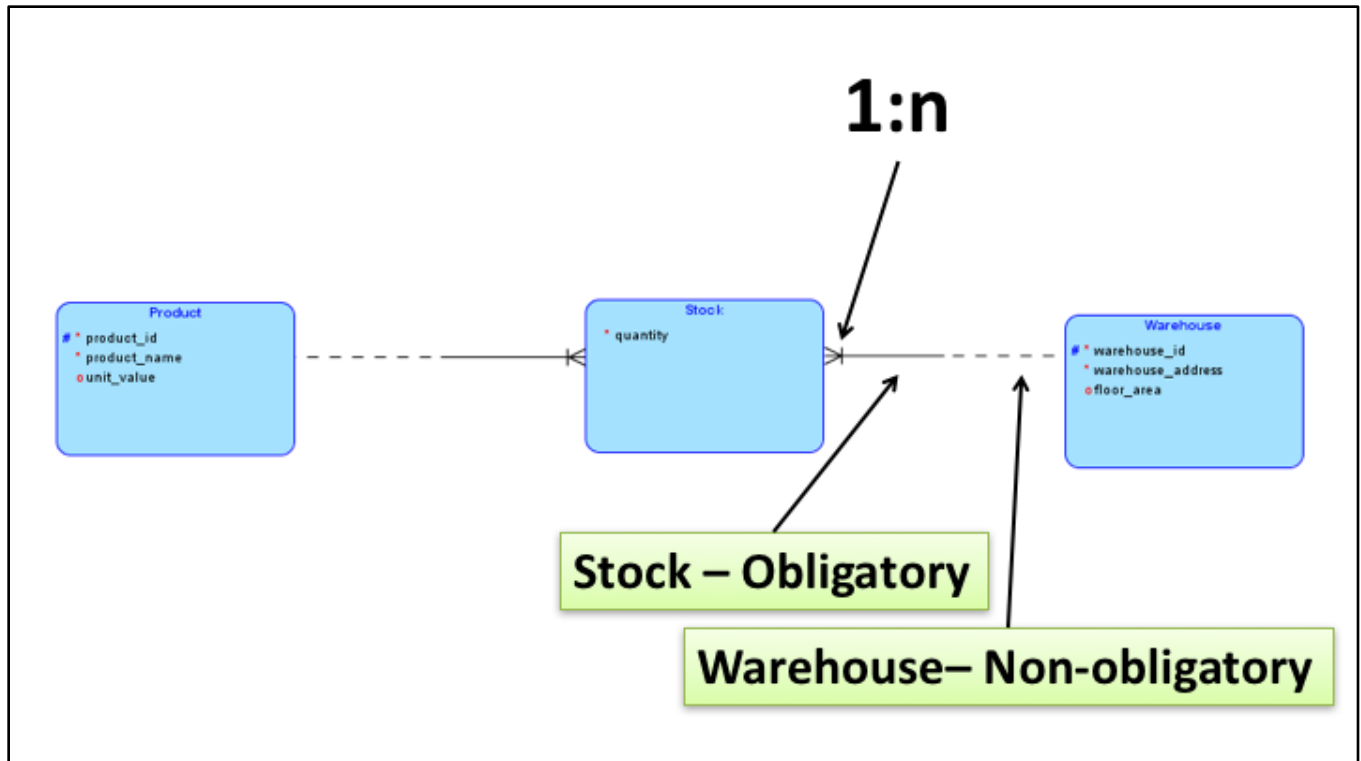 1:n
Product
# * product_id
* product_name
o unit_value
Stock
* quantity
Warehouse
# * warehouse_id
* warehouse_address
o floor_area
Stock – Obligatory
Warehouse– Non-obligatory